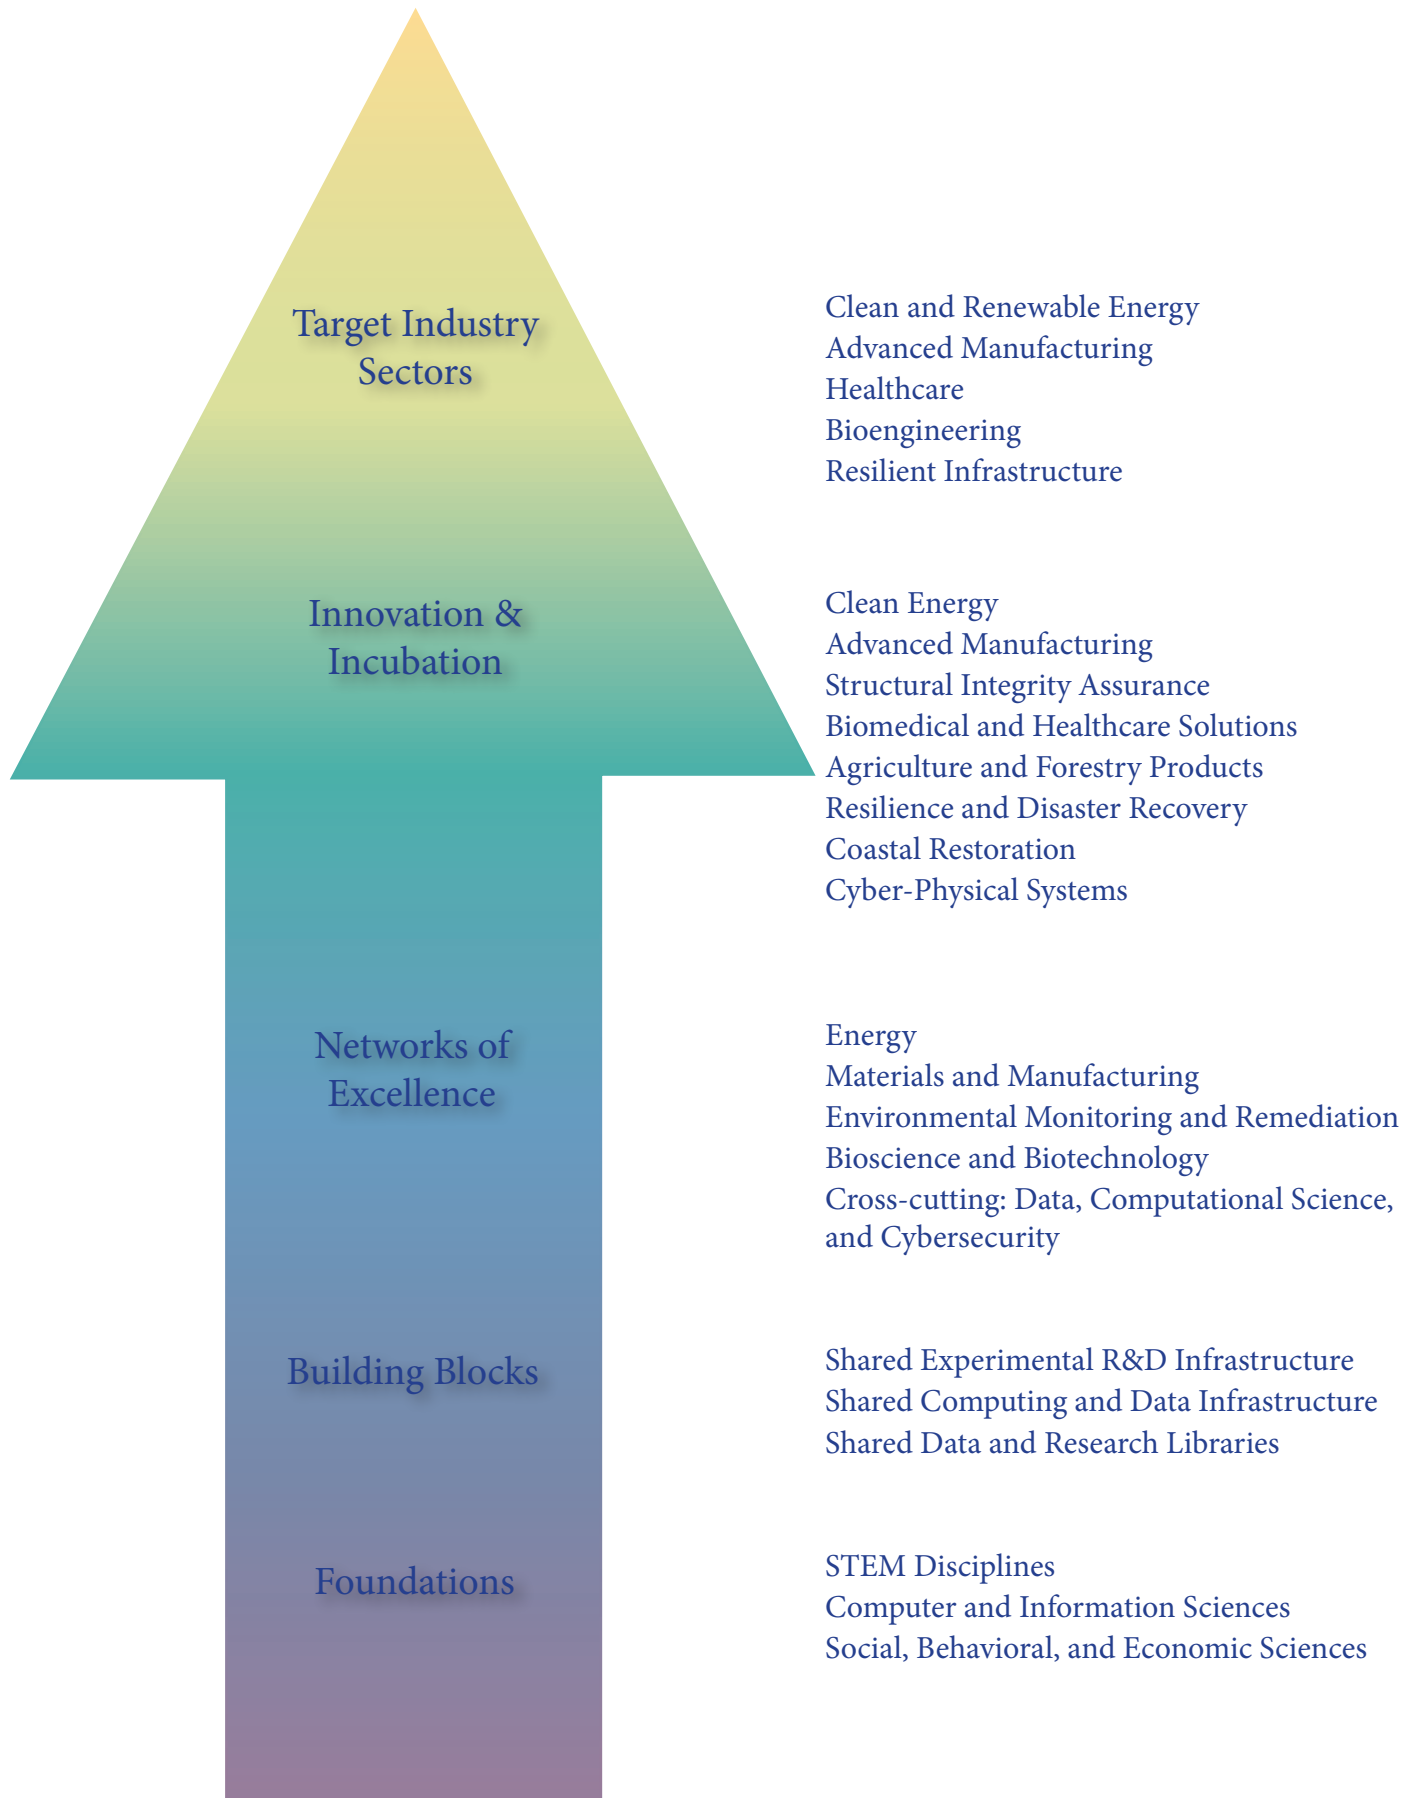 Target Industry
Sectors
Clean and Renewable Energy
Advanced Manufacturing
Healthcare
Bioengineering
Resilient Infrastructure
Innovation &
Incubation
Clean Energy
Advanced Manufacturing
Structural Integrity Assurance
Biomedical and Healthcare Solutions
Agriculture and Forestry Products
Resilience and Disaster Recovery
Coastal Restoration
Cyber-Physical Systems
Networks of
Excellence
Energy
Materials and Manufacturing
Environmental Monitoring and Remediation
Bioscience and Biotechnology
Cross-cutting: Data, Computational Science,
and Cybersecurity
Building Blocks
Shared Experimental R&D Infrastructure
Shared Computing and Data Infrastructure
Shared Data and Research Libraries
Foundations
STEM Disciplines
Computer and Information Sciences
Social, Behavioral, and Economic Sciences